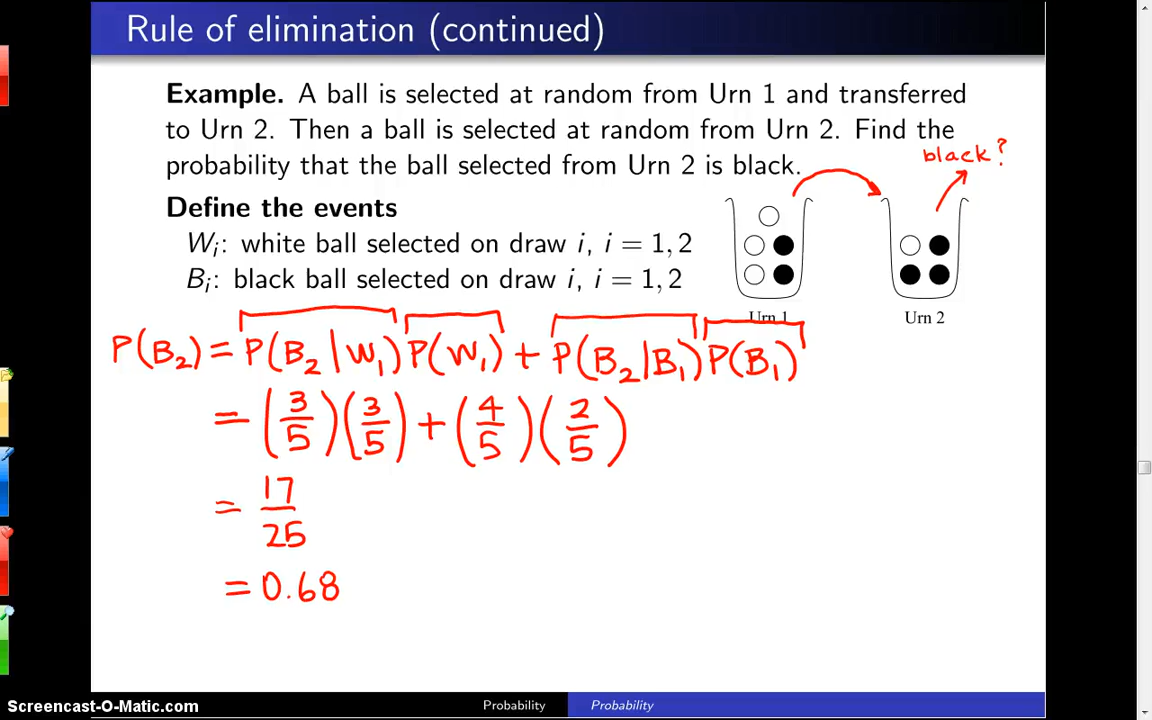 Rule of elimination (continued)
Example. A ball is selected at random from Urn 1 and transferred
to Urn 2. Then a ball is selected at random from Urn 2. Find the
probability that the ball selected from Urn 2 is black.
black?
Define the events
Wᵢ: white ball selected on draw i, i = 1, 2
Bᵢ: black ball selected on draw i, i = 1, 2
Urn 1
Urn 2
P(B₂) = P(B₂|W₁) P(W₁) + P(B₂|B₁) P(B₁)
= (3/5)(3/5) + (4/5)(2/5)
= 17/25
= 0.68
Probability
Probability
Screencast-O-Matic.com